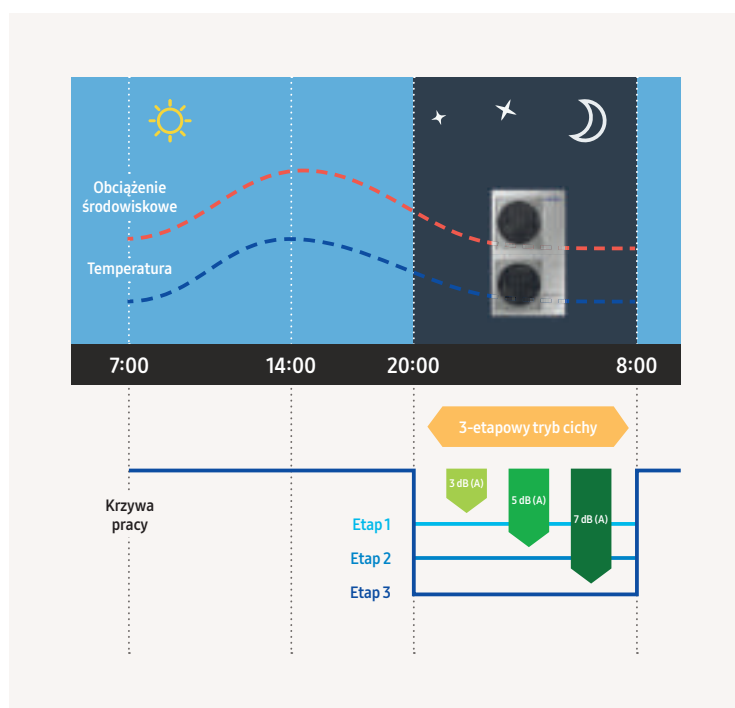 Obciążenie
środowiskowe
Temperatura
7:00 14:00 20:00 8:00
3-etapowy tryb cichy
3 dB (A)
5 dB (A)
7 dB (A)
Krzywa
pracy
Etap 1
Etap 2
Etap 3